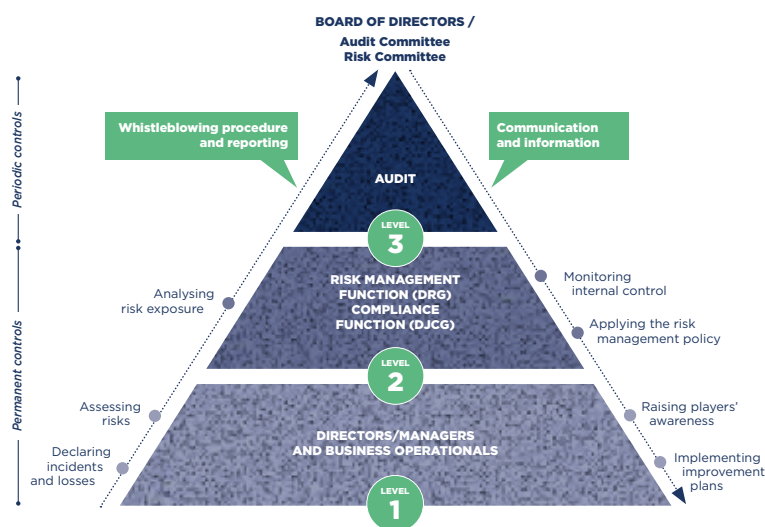 BOARD OF DIRECTORS /
Audit Committee
Risk Committee
Periodic controls
Whistleblowing procedure
and reporting
Communication
and information
AUDIT
LEVEL
3
Analysing
risk exposure
RISK MANAGEMENT
FUNCTION (DRG)
COMPLIANCE
FUNCTION (DJCG)
Monitoring
internal control
Applying the risk
management policy
Permanent controls
LEVEL
2
Assessing
risks
Declaring
incidents
and losses
DIRECTORS/MANAGERS
AND BUSINESS OPERATIONALS
Raising players'
awareness
Implementing
improvement
plans
LEVEL
1